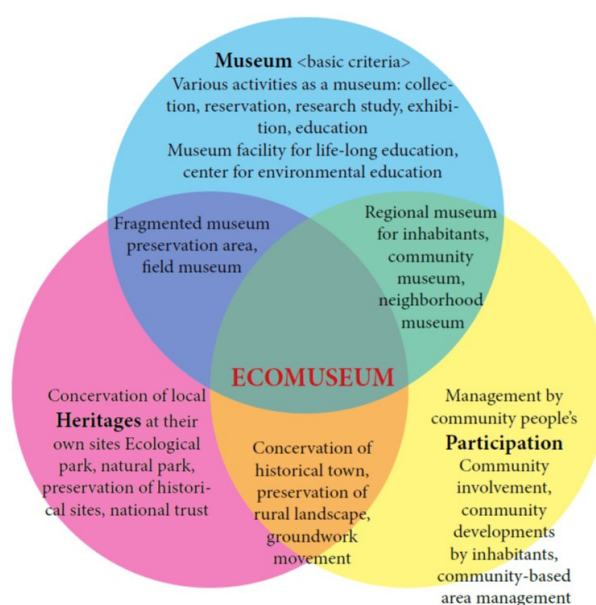 Museum <basic criteria>
Various activities as a museum: collec-
tion, reservation, research study, exhibi-
tion, education
Museum facility for life-long education,
center for environmental education
Fragmented museum
preservation area,
field museum
Regional museum
for inhabitants,
community
museum,
neighborhood
museum
ECOMUSEUM
Concervation of local
Heritages at their
own sites Ecological
park, natural park,
preservation of histori-
cal sites, national trust
Concervation of
historical town,
preservation of
rural landscape,
groundwork
movement
Management by
community people's
Participation
Community
involvement,
community
developments
by inhabitants,
community-based
area management